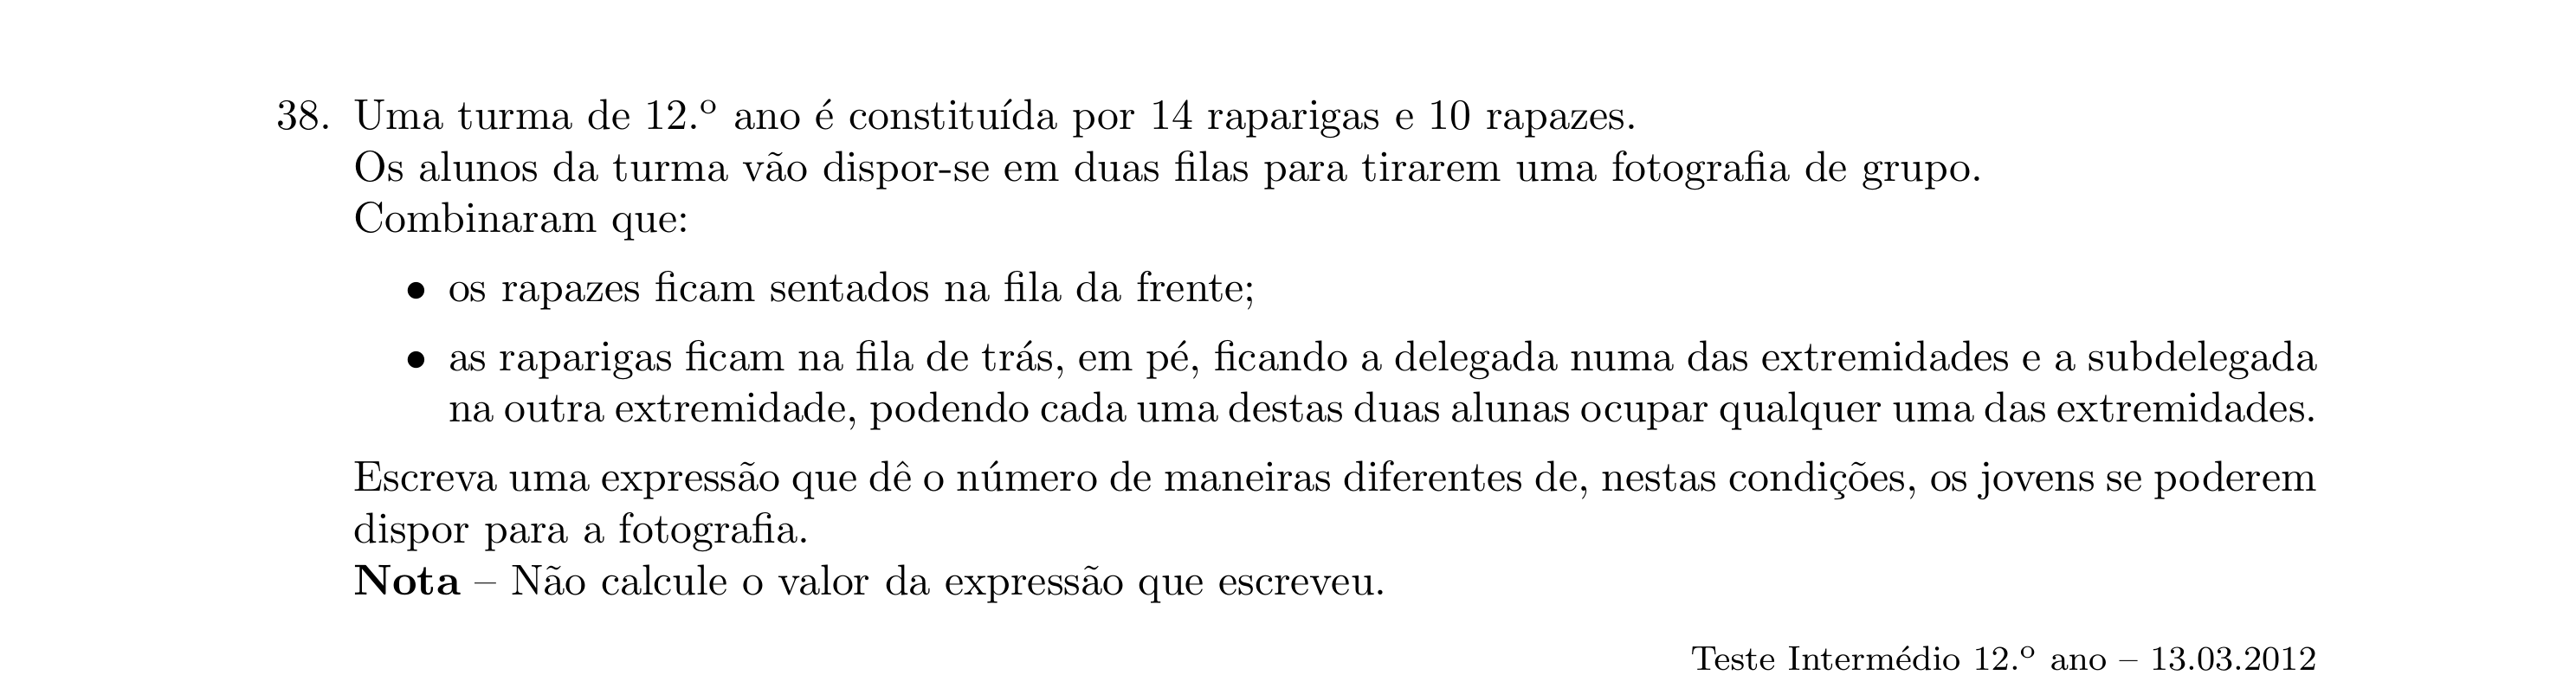 38. Uma turma de 12.º ano é constituída por 14 raparigas e 10 rapazes.
Os alunos da turma vão dispor-se em duas filas para tirarem uma fotografia de grupo.
Combinaram que:
• os rapazes ficam sentados na fila da frente;
• as raparigas ficam na fila de trás, em pé, ficando a delegada numa das extremidades e a subdelegada
na outra extremidade, podendo cada uma destas duas alunas ocupar qualquer uma das extremidades.
Escreva uma expressão que dê o número de maneiras diferentes de, nestas condições, os jovens se poderem
dispor para a fotografia.
Nota – Não calcule o valor da expressão que escreveu.
Teste Intermédio 12.º ano – 13.03.2012